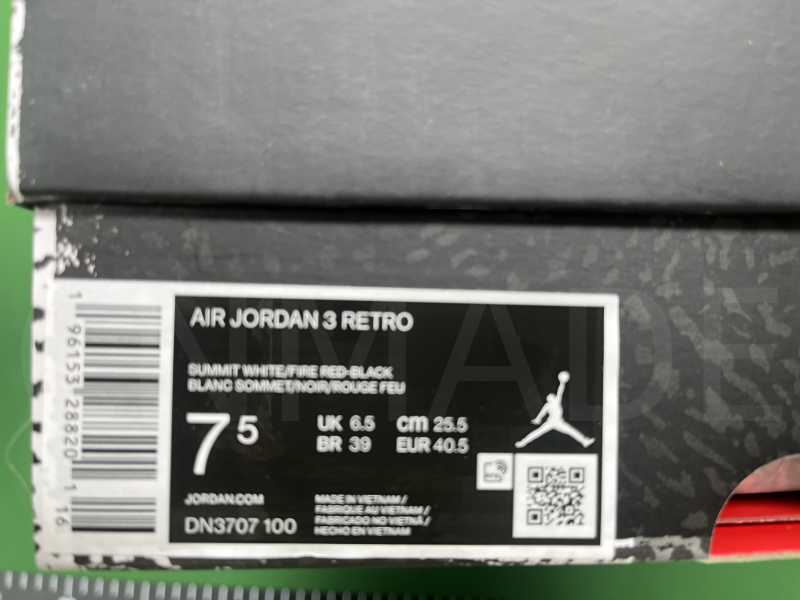 AIR JORDAN 3 RETRO
SUMMIT WHITE/FIRE RED-BLACK
BLANC SOMMET/NOIR/ROUGE FEU
7 5
UK 6.5 cm 25.5
BR 39 EUR 40.5
JORDAN.COM
DN3707 100
MADE IN VIETNAM /
FABRIQUE AU VIETNAM /
FABRICADO NO VIETNÃ /
HECHO EN VIETNAM
1 96153 28820 1 16